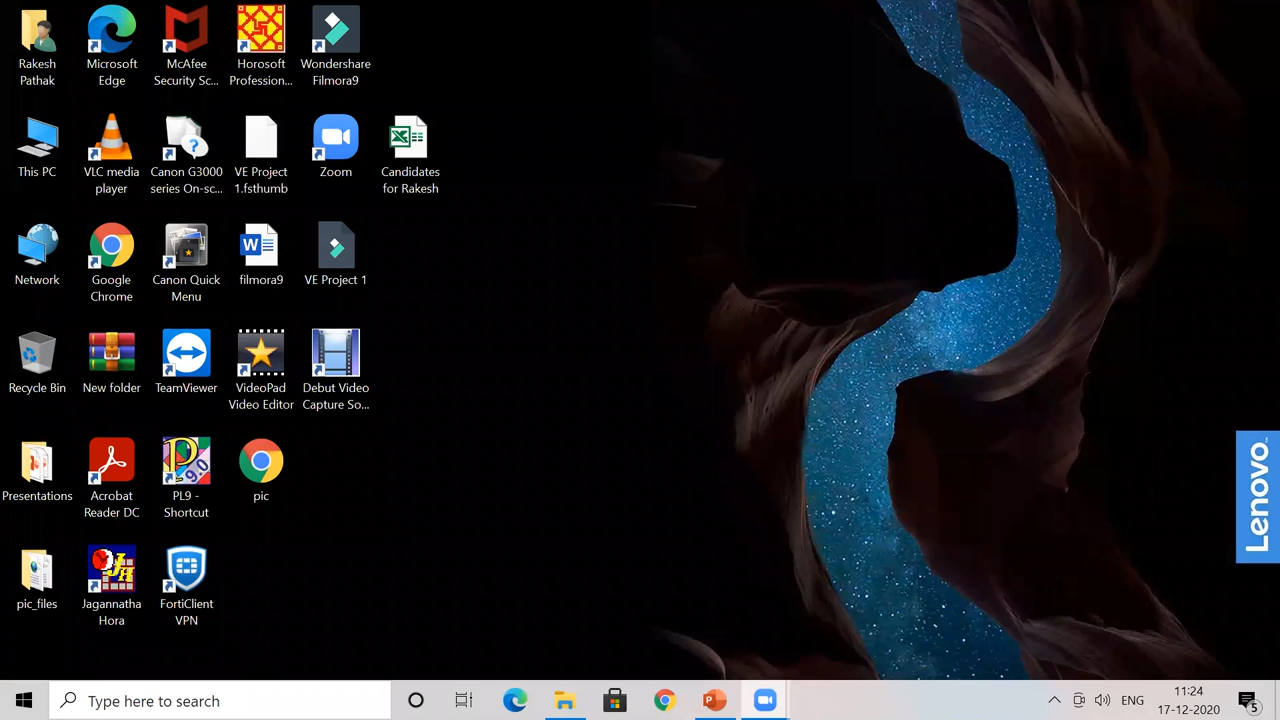 Rakesh
Pathak
Microsoft
Edge
McAfee
Security Sc...
Horosoft
Profession...
Wondershare
Filmora9
This PC
VLC media
player
Canon G3000
series On-sc...
VE Project
1.fsthumb
Zoom
Candidates
for Rakesh
Network
Google
Chrome
Canon Quick
Menu
filmora9
VE Project 1
Recycle Bin
New folder
TeamViewer
VideoPad
Video Editor
Debut Video
Capture So...
Presentations
Acrobat
Reader DC
PL9 -
Shortcut
pic
pic_files
Jagannatha
Hora
FortiClient
VPN
Lenovo
Type here to search
ENG
11:24
17-12-2020
5